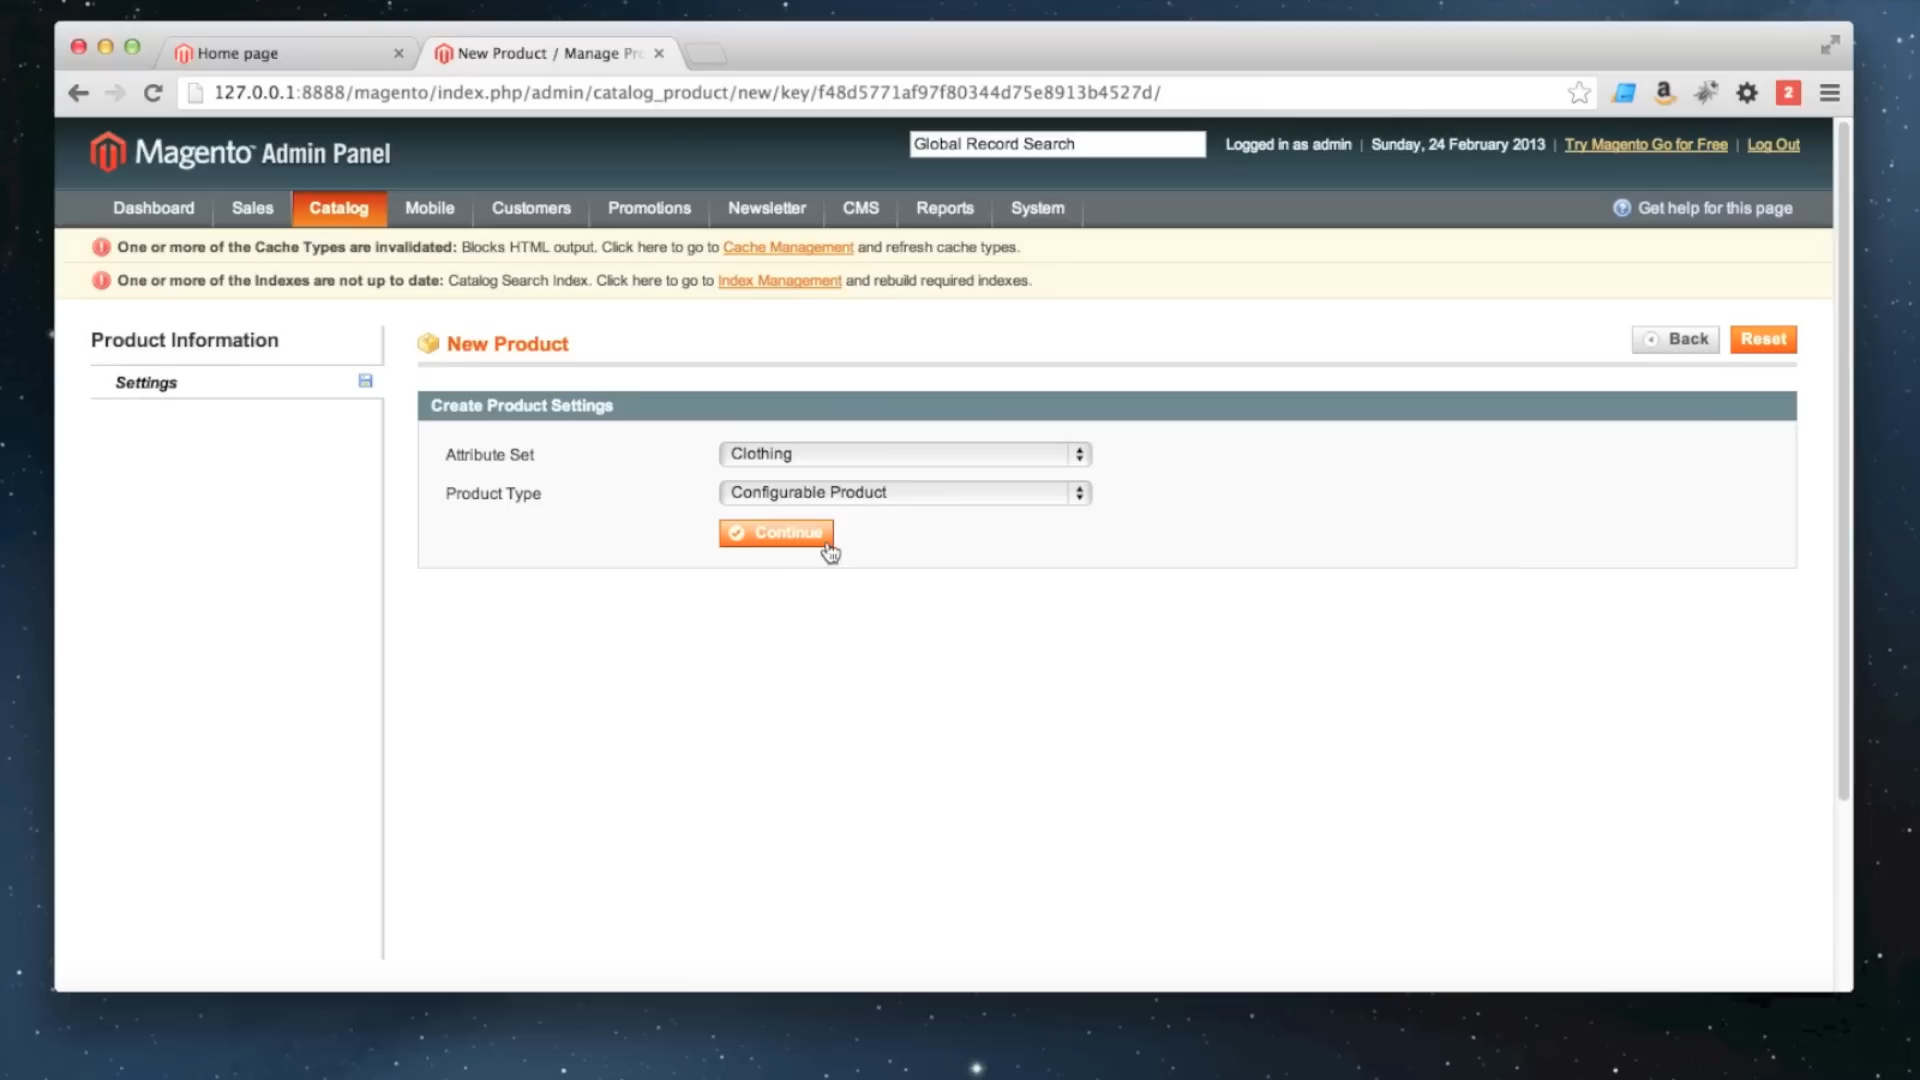 Home page
New Product / Manage Pro
127.0.0.1:8888/magento/index.php/admin/catalog_product/new/key/f48d5771af97f80344d75e8913b4527d/
2
Magento Admin Panel
Global Record Search
Logged in as admin | Sunday, 24 February 2013 | Try Magento Go for Free | Log Out
Dashboard Sales Catalog Mobile Customers Promotions Newsletter CMS Reports System
Get help for this page
One or more of the Cache Types are invalidated: Blocks HTML output. Click here to go to Cache Management and refresh cache types.
One or more of the Indexes are not up to date: Catalog Search Index. Click here to go to Index Management and rebuild required indexes.
Product Information
Settings
New Product
Back
Reset
Create Product Settings
Attribute Set Clothing
Product Type Configurable Product
Continue